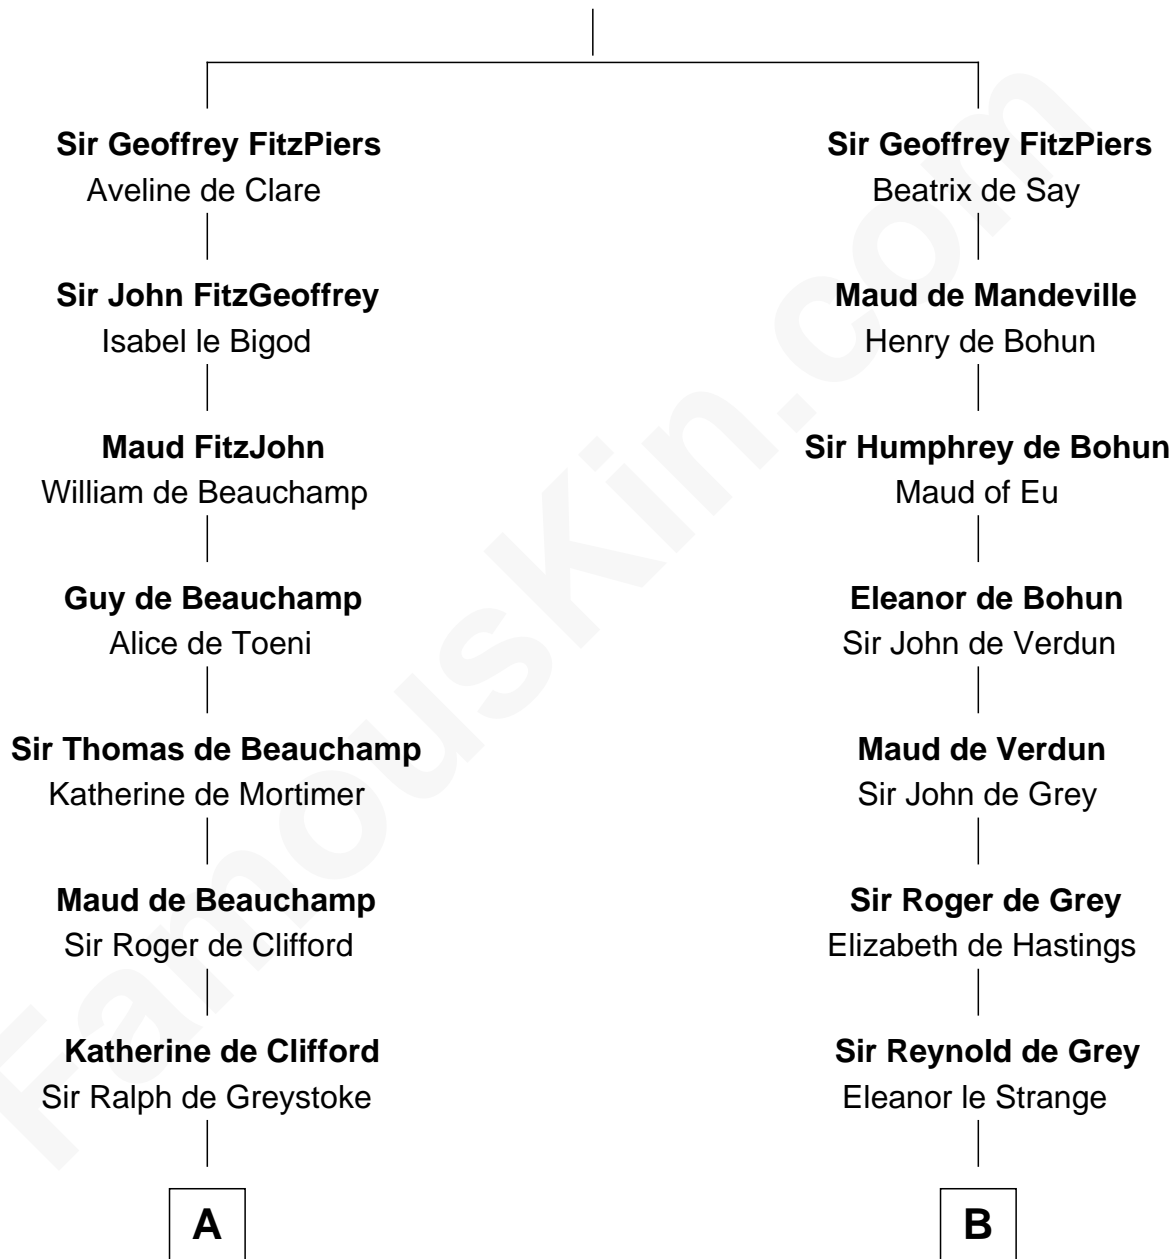 Sir Geoffrey FitzPiers
Aveline de Clare
Sir John FitzGeoffrey
Isabel le Bigod
Maud FitzJohn
William de Beauchamp
Guy de Beauchamp
Alice de Toeni
Sir Thomas de Beauchamp
Katherine de Mortimer
Maud de Beauchamp
Sir Roger de Clifford
Katherine de Clifford
Sir Ralph de Greystoke
A
Sir Geoffrey FitzPiers
Beatrix de Say
Maud de Mandeville
Henry de Bohun
Sir Humphrey de Bohun
Maud of Eu
Eleanor de Bohun
Sir John de Verdun
Maud de Verdun
Sir John de Grey
Sir Roger de Grey
Elizabeth de Hastings
Sir Reynold de Grey
Eleanor le Strange
B
FamousKin.com